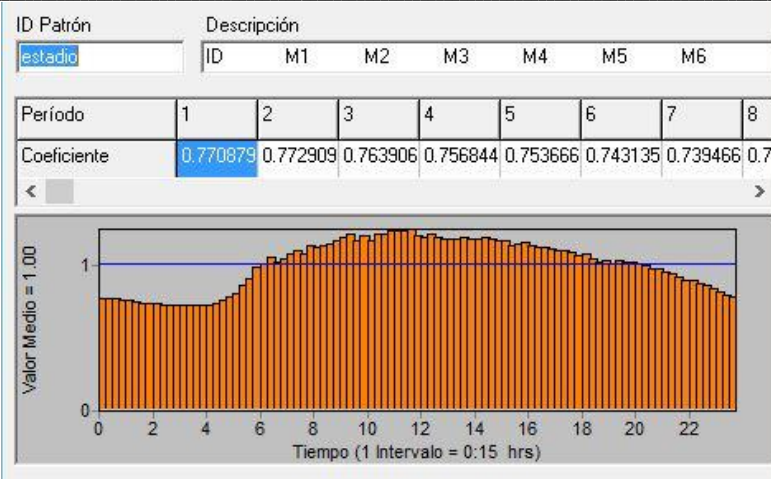 ID Patrón Descripción
estadio ID M1 M2 M3 M4 M5 M6
Período 1 2 3 4 5 6 7 8
Coeficiente 0.770879 0.772909 0.763906 0.756844 0.753666 0.743135 0.739466 0.7
Valor Medio = 1.00
1
0
0 2 4 6 8 10 12 14 16 18 20 22
Tiempo (1 Intervalo = 0:15 hrs)